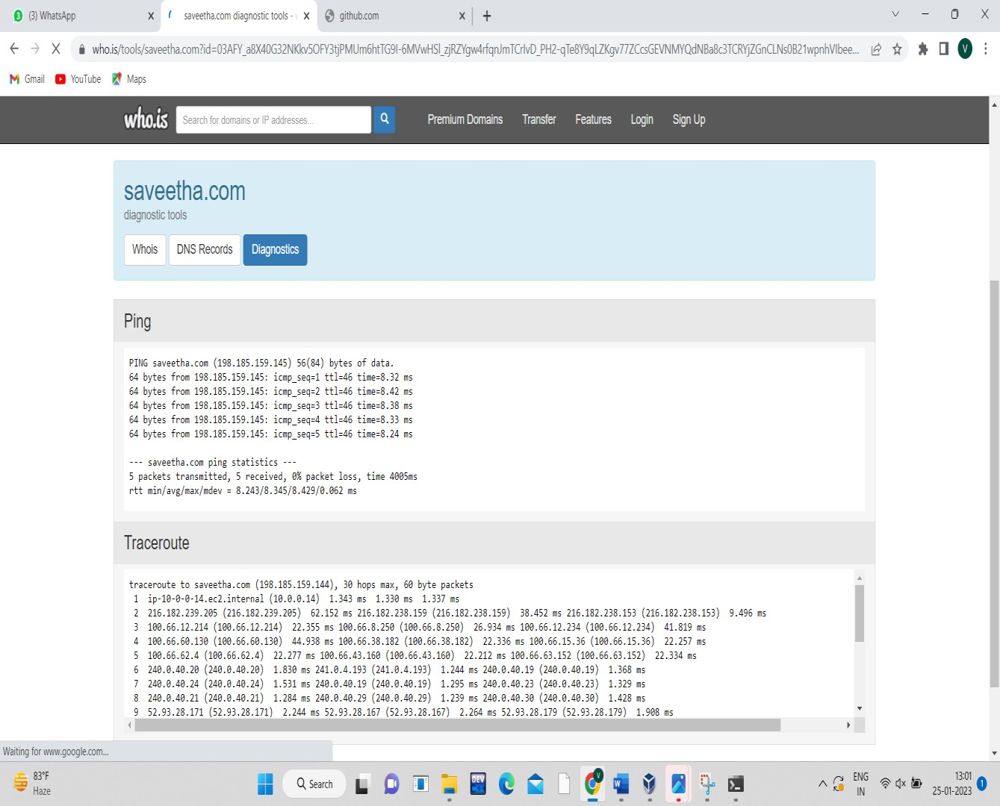 (3) WhatsApp
saveetha.com diagnostic tools -
github.com
who.is/tools/saveetha.com?id=03AFY_a8X40G32NKkv5OFY3tjPMUm6htTG9I-6MVwHSl_zjRZYgw4rfqnJmTCrlvD_PH2-qTe8Y9qLZKgv77ZCcsGEVNMYQdNBa8c3TCRYjZGnCLNs0B21wpnhVlbee...
V
Gmail YouTube Maps
who.is
Search for domains or IP addresses...
Premium Domains Transfer Features Login Sign Up
saveetha.com
diagnostic tools
Whois DNS Records Diagnostics
Ping
PING saveetha.com (198.185.159.145) 56(84) bytes of data.
64 bytes from 198.185.159.145: icmp_seq=1 ttl=46 time=8.32 ms
64 bytes from 198.185.159.145: icmp_seq=2 ttl=46 time=8.42 ms
64 bytes from 198.185.159.145: icmp_seq=3 ttl=46 time=8.38 ms
64 bytes from 198.185.159.145: icmp_seq=4 ttl=46 time=8.33 ms
64 bytes from 198.185.159.145: icmp_seq=5 ttl=46 time=8.24 ms
--- saveetha.com ping statistics ---
5 packets transmitted, 5 received, 0% packet loss, time 4005ms
rtt min/avg/max/mdev = 8.243/8.345/8.429/0.062 ms
Traceroute
traceroute to saveetha.com (198.185.159.144), 30 hops max, 60 byte packets
1 ip-10-0-0-14.ec2.internal (10.0.0.14) 1.343 ms 1.330 ms 1.337 ms
2 216.182.239.205 (216.182.239.205) 62.152 ms 216.182.238.159 (216.182.238.159) 38.452 ms 216.182.238.153 (216.182.238.153) 9.496 ms
3 100.66.12.214 (100.66.12.214) 22.355 ms 100.66.8.250 (100.66.8.250) 26.934 ms 100.66.12.234 (100.66.12.234) 41.819 ms
4 100.66.60.130 (100.66.60.130) 44.938 ms 100.66.38.182 (100.66.38.182) 22.336 ms 100.66.15.36 (100.66.15.36) 22.257 ms
5 100.66.62.4 (100.66.62.4) 22.277 ms 100.66.43.160 (100.66.43.160) 22.212 ms 100.66.63.152 (100.66.63.152) 22.334 ms
6 240.0.40.20 (240.0.40.20) 1.830 ms 241.0.4.193 (241.0.4.193) 1.244 ms 240.0.40.19 (240.0.40.19) 1.368 ms
7 240.0.40.24 (240.0.40.24) 1.531 ms 240.0.40.19 (240.0.40.19) 1.295 ms 240.0.40.23 (240.0.40.23) 1.329 ms
8 240.0.40.21 (240.0.40.21) 1.284 ms 240.0.40.29 (240.0.40.29) 1.239 ms 240.0.40.30 (240.0.40.30) 1.428 ms
9 52.93.28.171 (52.93.28.171) 2.244 ms 52.93.28.167 (52.93.28.167) 2.264 ms 52.93.28.179 (52.93.28.179) 1.908 ms
Waiting for www.google.com...
83°F
Haze
Search
DEV
V
ENG
IN
13:01
25-01-2023
1